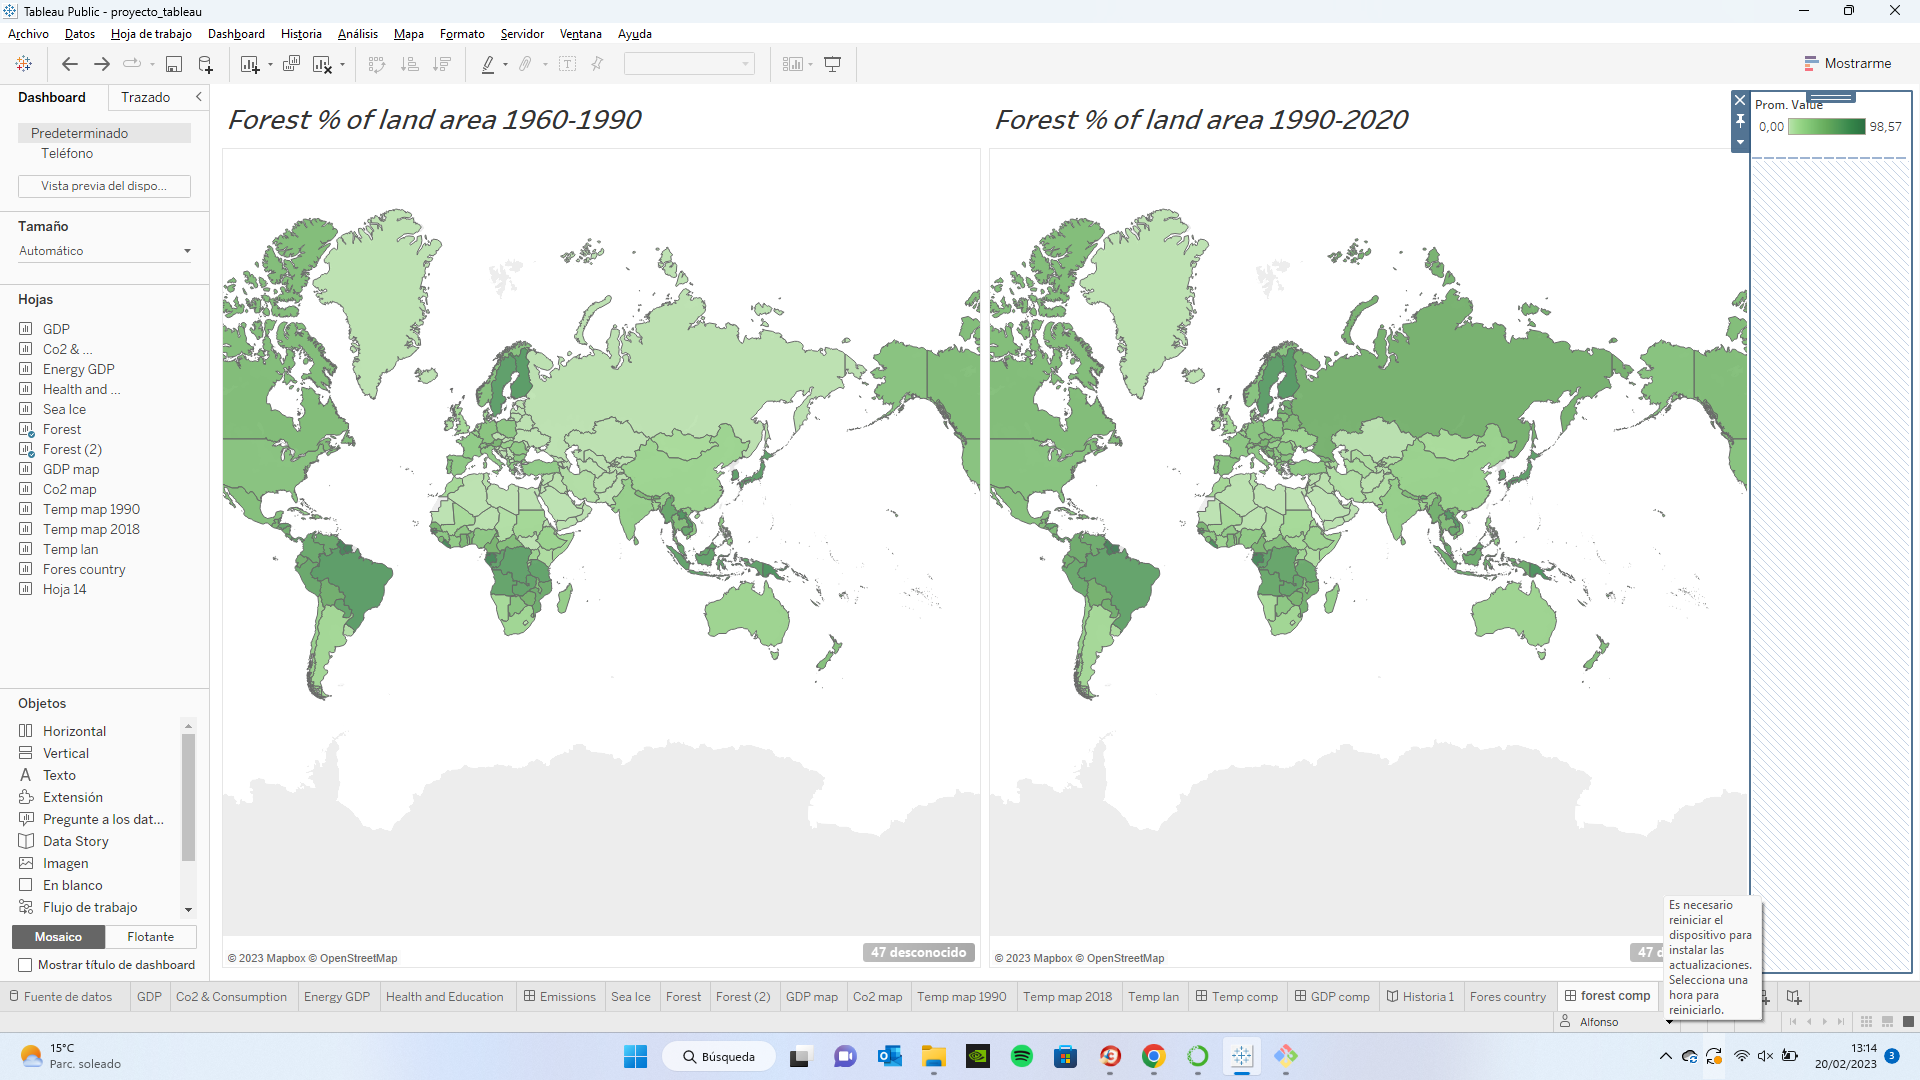 Tableau Public - proyecto_tableau
Archivo Datos Hoja de trabajo Dashboard Historia Análisis Mapa Formato Servidor Ventana Ayuda
Mostrarme
Dashboard Trazado
Predeterminado
Teléfono
Vista previa del dispo...
Tamaño
Automático
Hojas
GDP
Co2 & ...
Energy GDP
Health and ...
Sea Ice
Forest
Forest (2)
GDP map
Co2 map
Temp map 1990
Temp map 2018
Temp lan
Fores country
Hoja 14
Objetos
Horizontal
Vertical
Texto
Extensión
Pregunte a los dat...
Data Story
Imagen
En blanco
Flujo de trabajo
Mosaico Flotante
Mostrar título de dashboard
Forest % of land area 1960-1990
© 2023 Mapbox © OpenStreetMap
47 desconocido
Forest % of land area 1990-2020
© 2023 Mapbox © OpenStreetMap
47 d
Prom. Value
0,00 98,57
Es necesario
reiniciar el
dispositivo para
instalar las
actualizaciones.
Selecciona una
hora para
reiniciarlo.
Fuente de datos GDP Co2 & Consumption Energy GDP Health and Education Emissions Sea Ice Forest Forest (2) GDP map Co2 map Temp map 1990 Temp map 2018 Temp lan Temp comp GDP comp Historia 1 Fores country forest comp
Alfonso
15°C
Parc. soleado
Búsqueda
13:14
20/02/2023
3